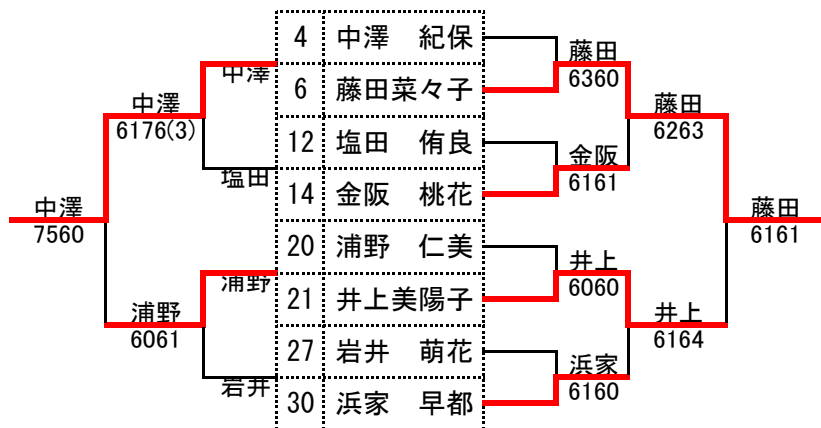 4 中澤　紀保
藤田
中澤
6360
6 藤田菜々子
中澤
藤田
6176(3)
6263
12 塩田　侑良
金阪
塩田
6161
14 金阪　桃花
中澤
藤田
7560
6161
20 浦野　仁美
井上
浦野
6060
21 井上美陽子
浦野
井上
6061
6164
27 岩井　萌花
浜家
岩井
6160
30 浜家　早都